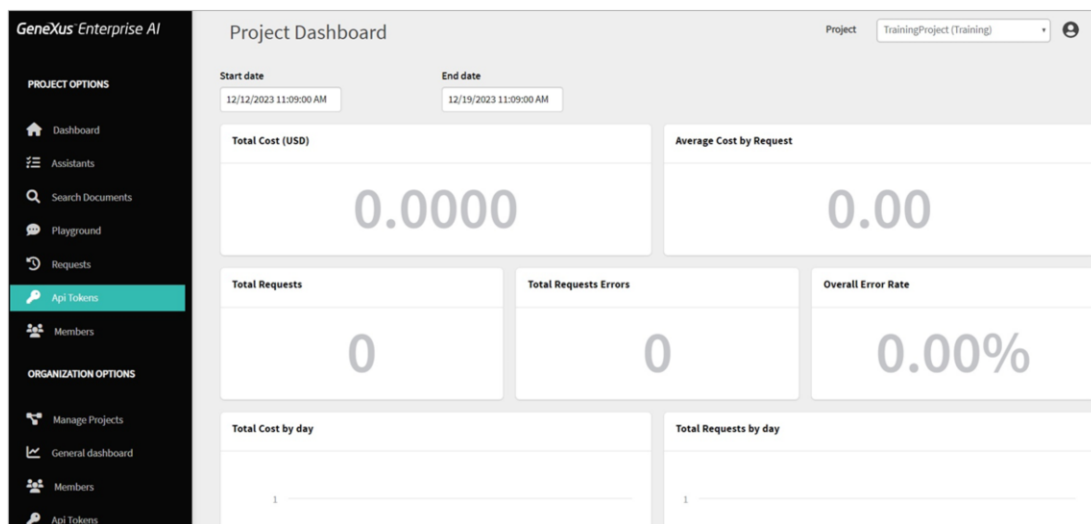 GeneXus™ Enterprise AI
Project Dashboard
Project
TrainingProject (Training)
PROJECT OPTIONS
Dashboard
Assistants
Search Documents
Playground
Requests
Api Tokens
Members
ORGANIZATION OPTIONS
Manage Projects
General dashboard
Members
Api Tokens
Start date
End date
12/12/2023 11:09:00 AM
12/19/2023 11:09:00 AM
Total Cost (USD)
0.0000
Average Cost by Request
0.00
Total Requests
0
Total Requests Errors
0
Overall Error Rate
0.00%
Total Cost by day
1
Total Requests by day
1